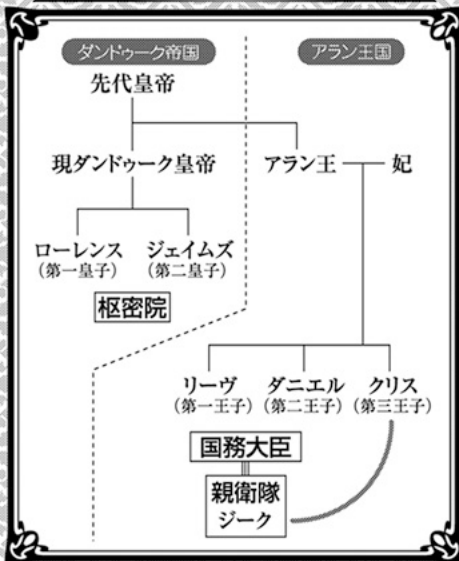 ダンドゥーク帝国
アラン王国
先代皇帝
現ダンドゥーク皇帝
アラン王
妃
ローレンス
(第一皇子)
ジェイムズ
(第二皇子)
枢密院
リーヴ
(第一王子)
ダニエル
(第二王子)
クリス
(第三王子)
国務大臣
親衛隊
ジーク